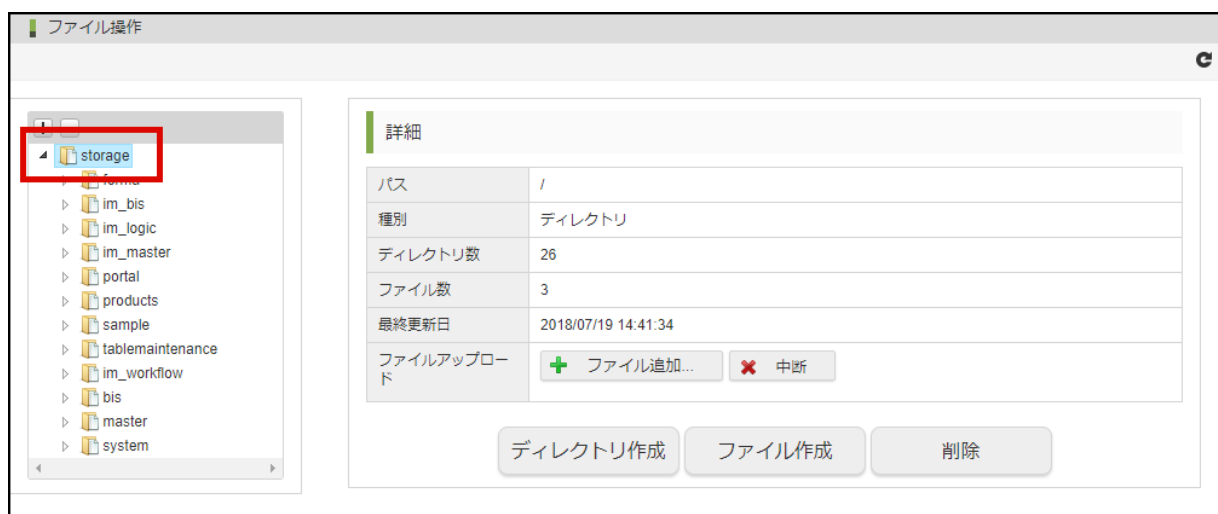 ファイル操作
storage
im_bis
im_logic
im_master
portal
products
sample
tablemaintenance
im_workflow
bis
master
system
詳細
パス /
種別 ディレクトリ
ディレクトリ数 26
ファイル数 3
最終更新日 2018/07/19 14:41:34
ファイルアップロー
ド
ファイル追加... 中断
ディレクトリ作成 ファイル作成 削除